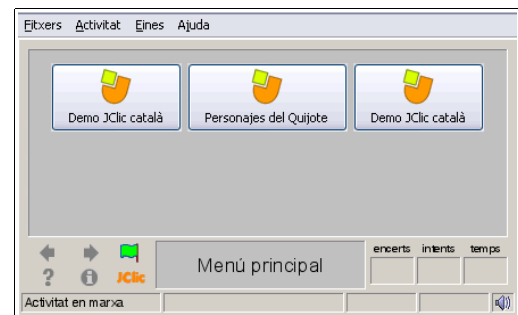 Fitxers Activitat Eines Ajuda
Demo JClic català Personajes del Quijote Demo JClic català
encerts intents temps
Menú principal
? i JClic
Activitat en marxa